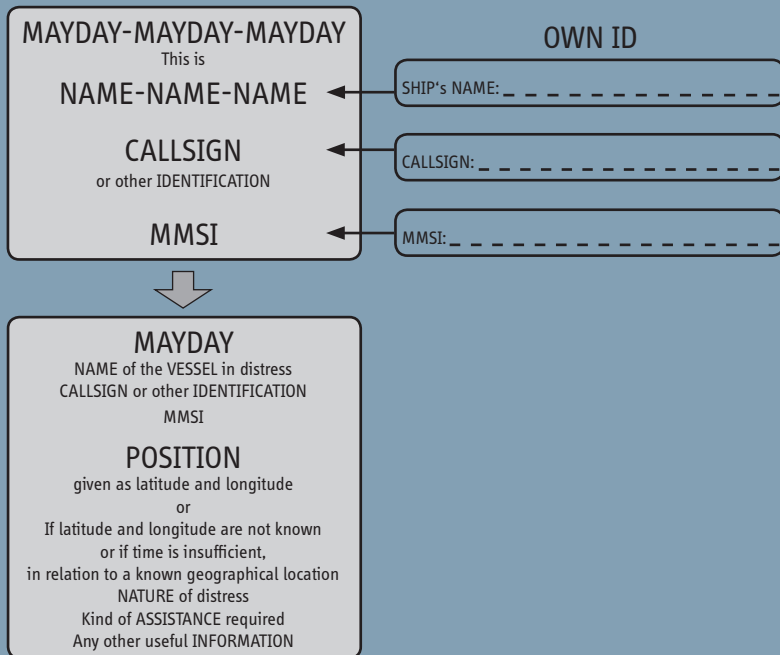 MAYDAY-MAYDAY-MAYDAY
This is
NAME-NAME-NAME
CALLSIGN
or other IDENTIFICATION
MMSI
OWN ID
SHIP‘s NAME:
CALLSIGN:
MMSI:
MAYDAY
NAME of the VESSEL in distress
CALLSIGN or other IDENTIFICATION
MMSI
POSITION
given as latitude and longitude
or
If latitude and longitude are not known
or if time is insufficient,
in relation to a known geographical location
NATURE of distress
Kind of ASSISTANCE required
Any other useful INFORMATION